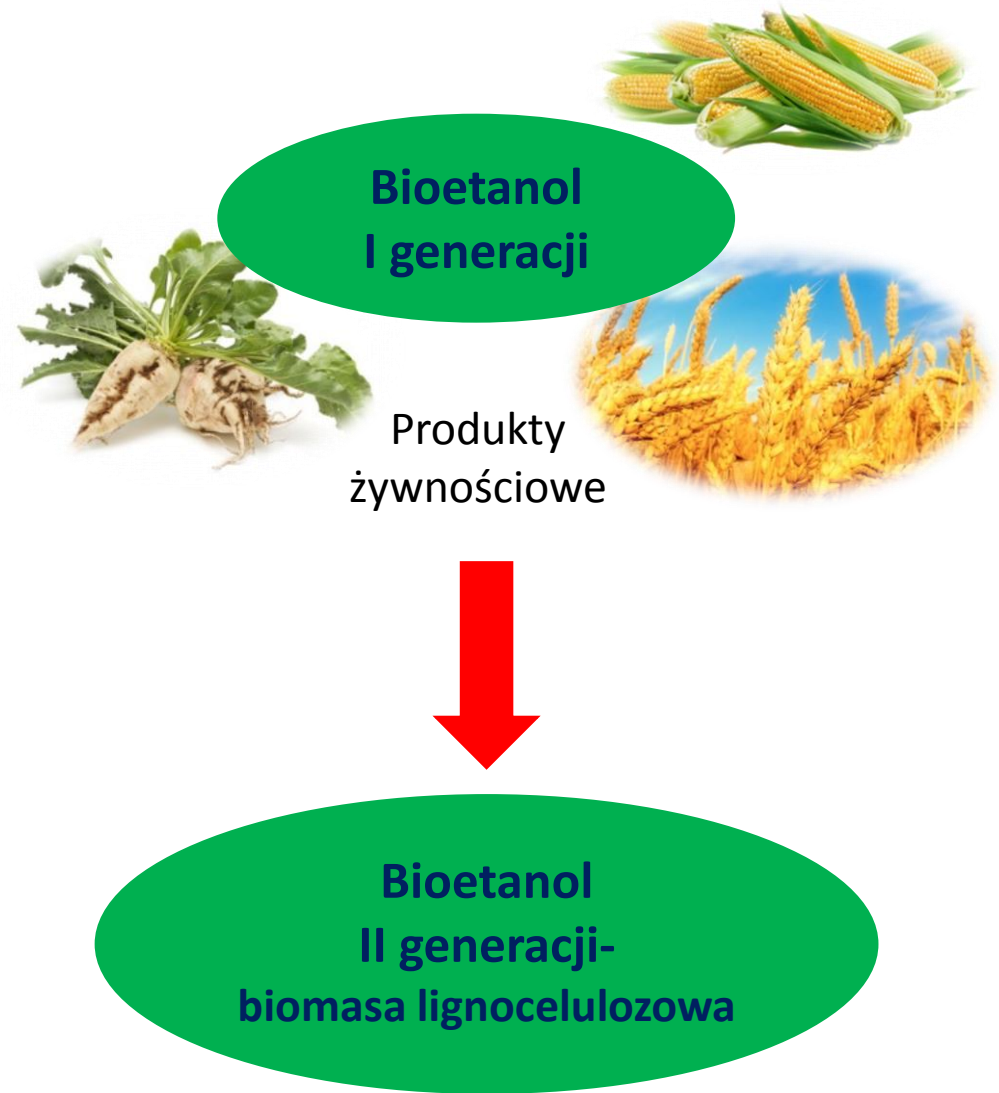 Bioetanol
I generacji
Produkty
żywnościowe
Bioetanol
II generacji-
biomasa lignocelulozowa